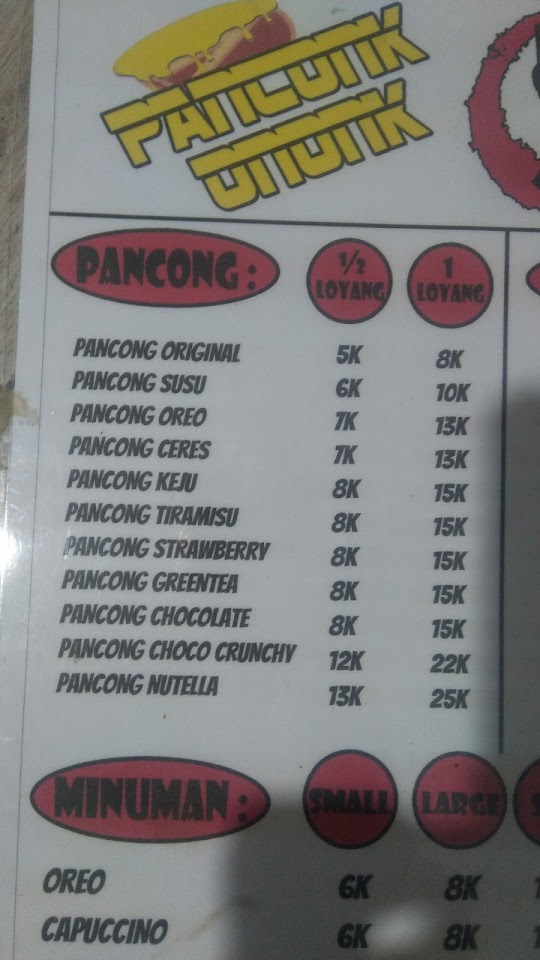 PANCONK
ONONK
PANCONG : 1/2 LOYANG 1 LOYANG
PANCONG ORIGINAL 5K 8K
PANCONG SUSU 6K 10K
PANCONG OREO 7K 13K
PANCONG CERES 7K 13K
PANCONG KEJU 8K 15K
PANCONG TIRAMISU 8K 15K
PANCONG STRAWBERRY 8K 15K
PANCONG GREENTEA 8K 15K
PANCONG CHOCOLATE 8K 15K
PANCONG CHOCO CRUNCHY 12K 22K
PANCONG NUTELLA 13K 25K
MINUMAN : SMALL LARGE
OREO 6K 8K
CAPUCCINO 6K 8K